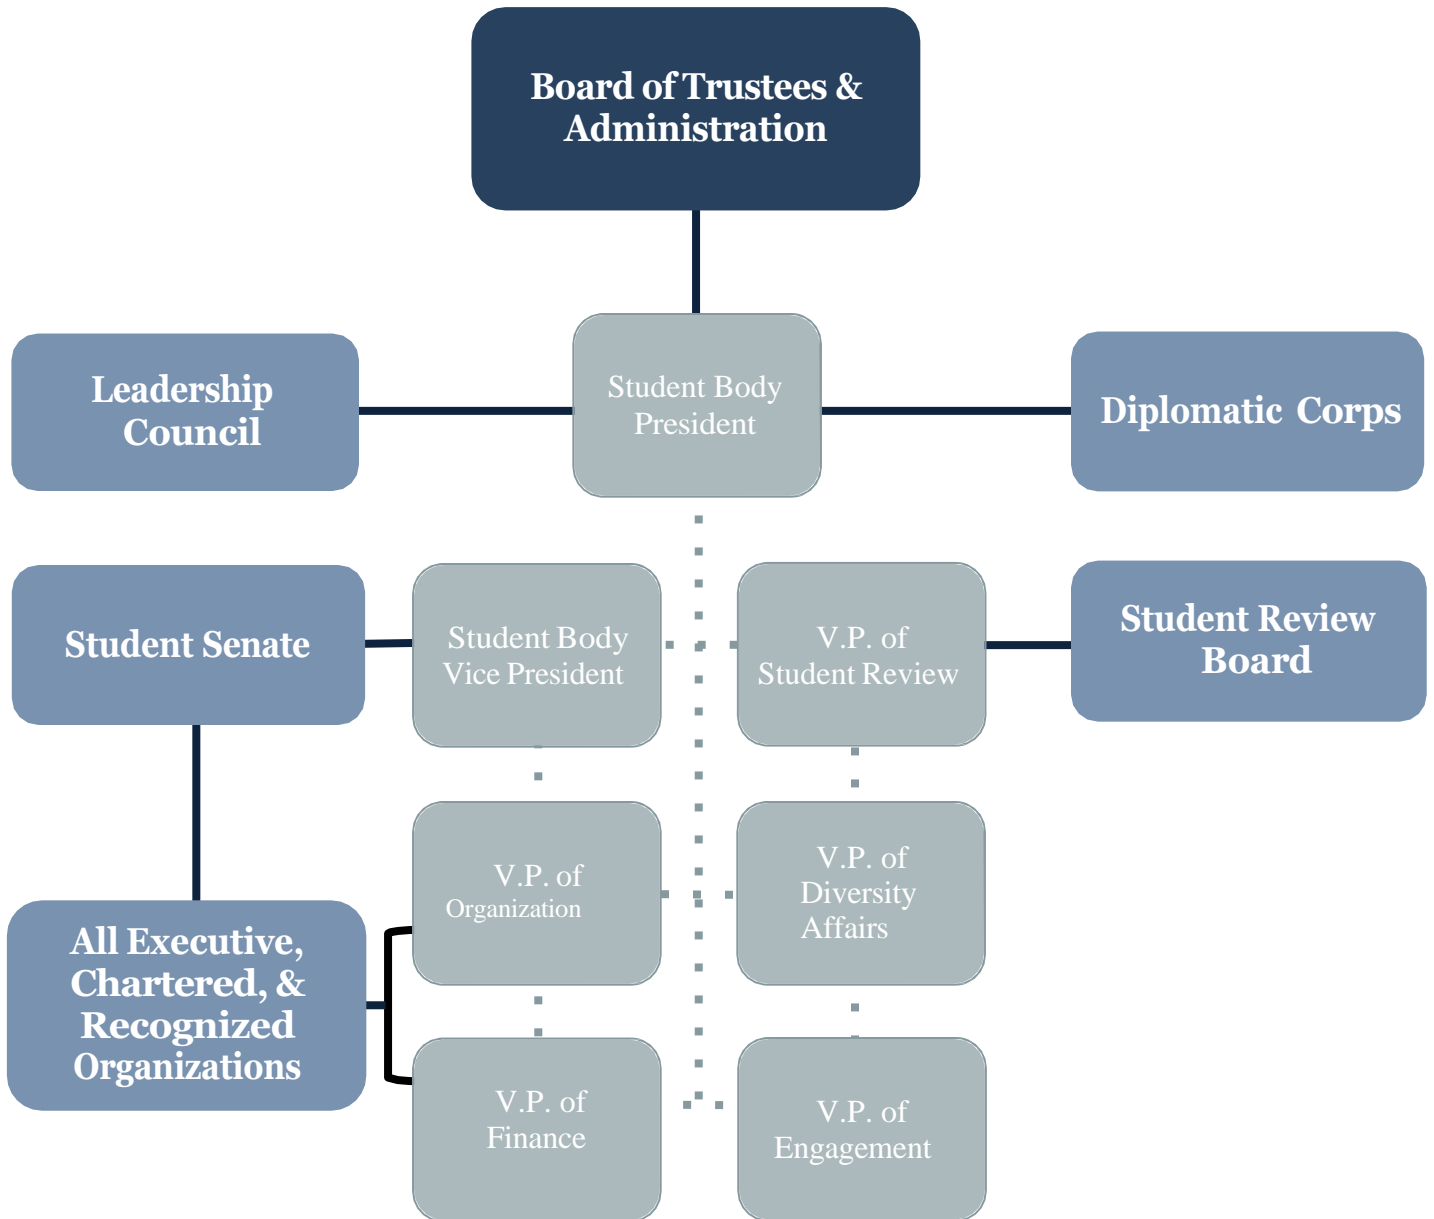 Board of Trustees &
Administration
Leadership
Council
Student Body
President
Diplomatic Corps
Student Senate
Student Body
Vice President
V.P. of
Student Review
Student Review
Board
V.P. of
Organization
V.P. of
Diversity
Affairs
All Executive,
Chartered, &
Recognized
Organizations
V.P. of
Finance
V.P. of
Engagement